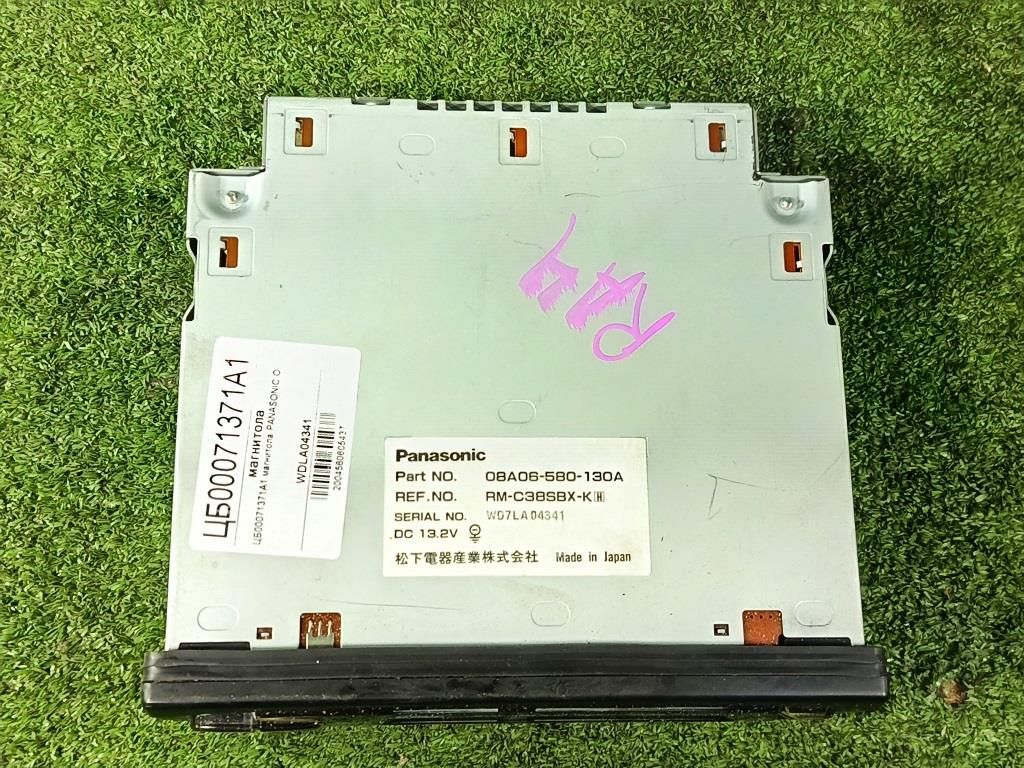 ЦБ00071371А1
магнитола
ЦБ00071371А1 магнитола PANASONIC O
WDLA04341
2004560605437
Panasonic
Part NO. 08A06-580-130A
REF.NO. RM-C38SBX-K H
SERIAL NO. WD7LA04341
DC 13.2V
松下電器産業株式会社 Made in Japan